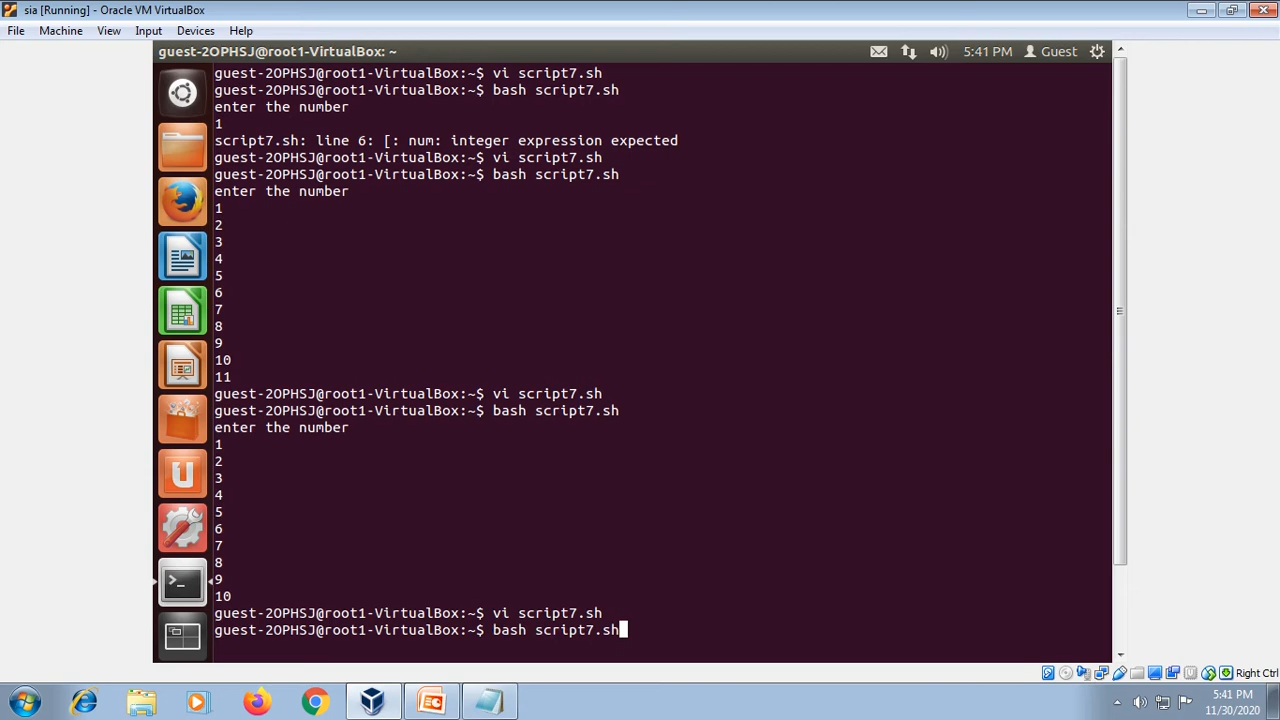 sia [Running] - Oracle VM VirtualBox
File Machine View Input Devices Help
guest-2OPHSJ@root1-VirtualBox: ~ 5:41 PM Guest
guest-2OPHSJ@root1-VirtualBox:~$ vi script7.sh
guest-2OPHSJ@root1-VirtualBox:~$ bash script7.sh
enter the number
1
script7.sh: line 6: [: num: integer expression expected
guest-2OPHSJ@root1-VirtualBox:~$ vi script7.sh
guest-2OPHSJ@root1-VirtualBox:~$ bash script7.sh
enter the number
1
2
3
4
5
6
7
8
9
10
11
guest-2OPHSJ@root1-VirtualBox:~$ vi script7.sh
guest-2OPHSJ@root1-VirtualBox:~$ bash script7.sh
enter the number
1
2
3
4
5
6
7
8
9
10
guest-2OPHSJ@root1-VirtualBox:~$ vi script7.sh
guest-2OPHSJ@root1-VirtualBox:~$ bash script7.sh
Right Ctrl
5:41 PM
11/30/2020